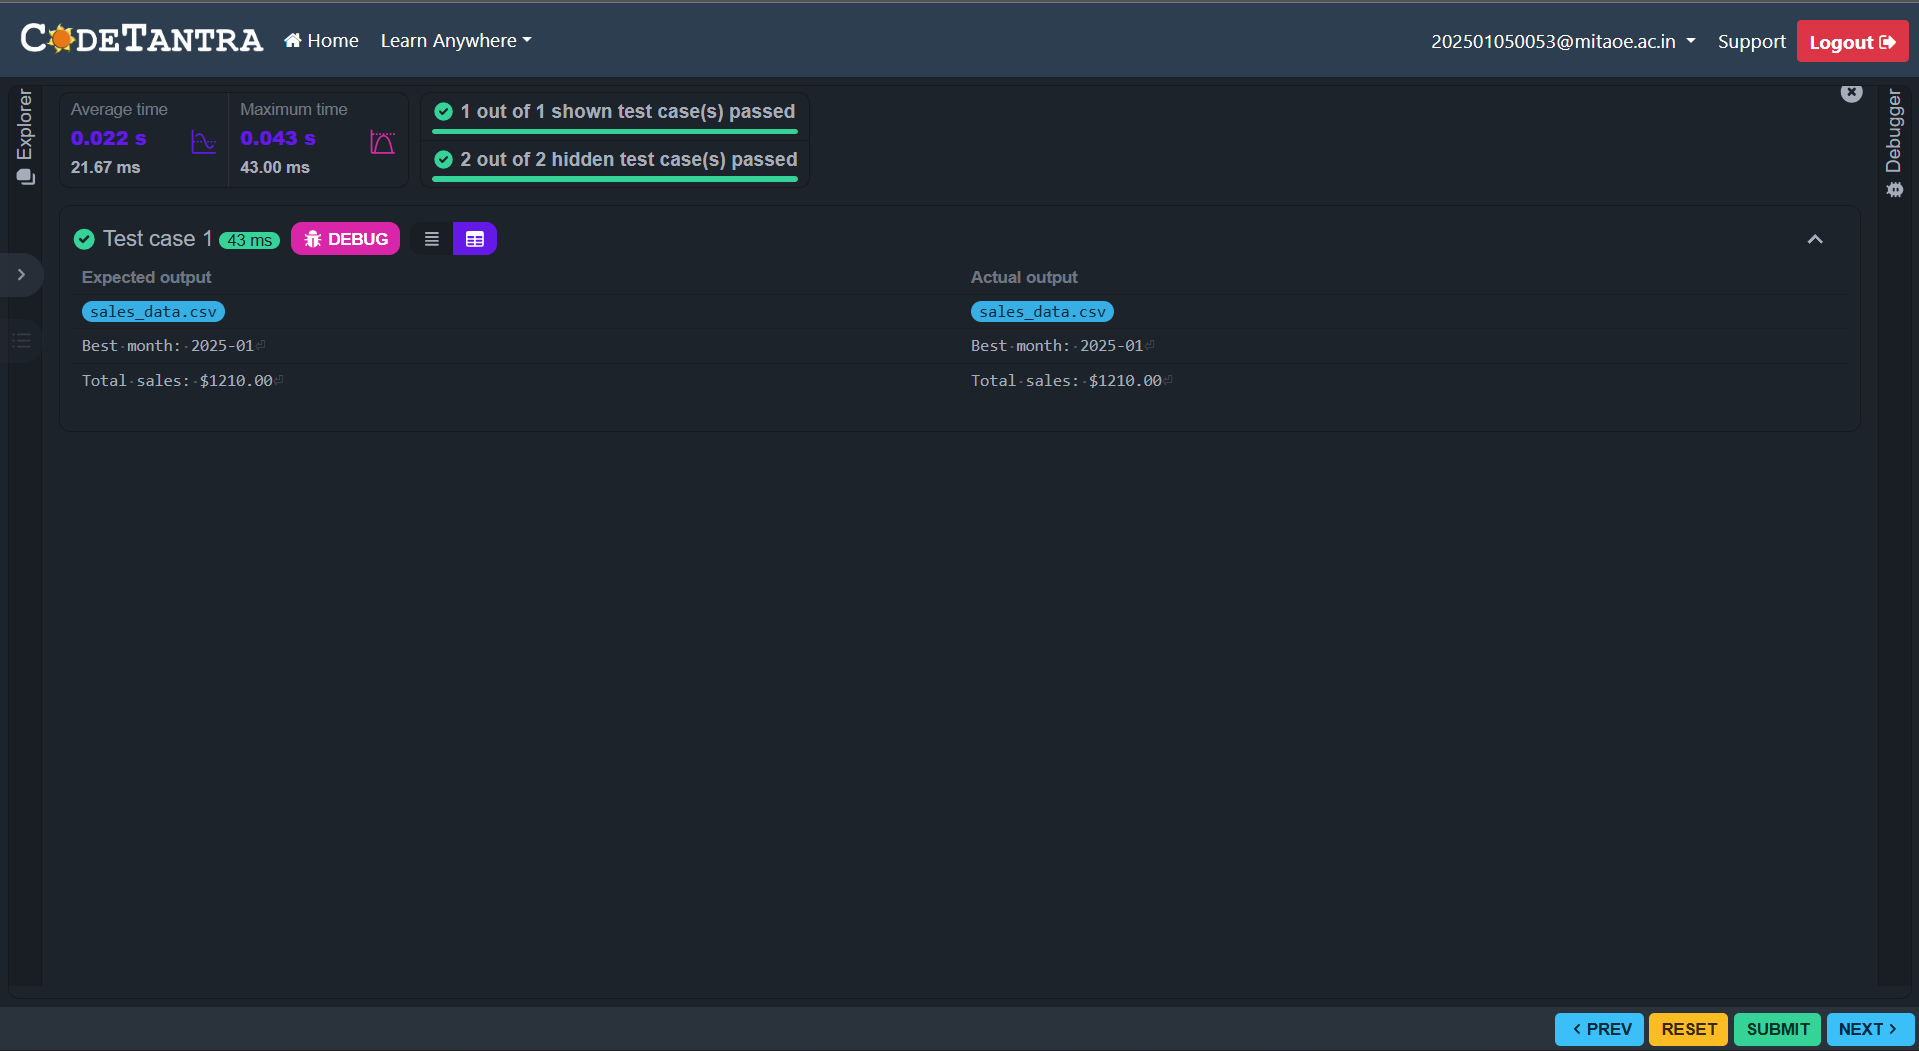 CODETANTRA Home Learn Anywhere 202501050053@mitaoe.ac.in Support Logout
Explorer
Average time
0.022 s
21.67 ms
Maximum time
0.043 s
43.00 ms
1 out of 1 shown test case(s) passed
2 out of 2 hidden test case(s) passed
Debugger
Test case 1 43 ms DEBUG
Expected output
Actual output
sales_data.csv
sales_data.csv
Best·month:·2025-01⏎
Best·month:·2025-01⏎
Total·sales:·$1210.00⏎
Total·sales:·$1210.00⏎
PREV RESET SUBMIT NEXT